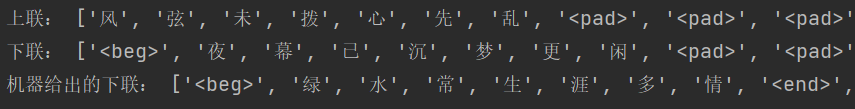 上联： ['风', '弦', '未', '拨', '心', '先', '乱', '<pad>', '<pad>', '<pad>'
下联： ['<beg>', '夜', '幕', '已', '沉', '梦', '更', '闲', '<pad>', '<pad>'
机器给出的下联： ['<beg>', '绿', '水', '常', '生', '涯', '多', '情', '<end>',